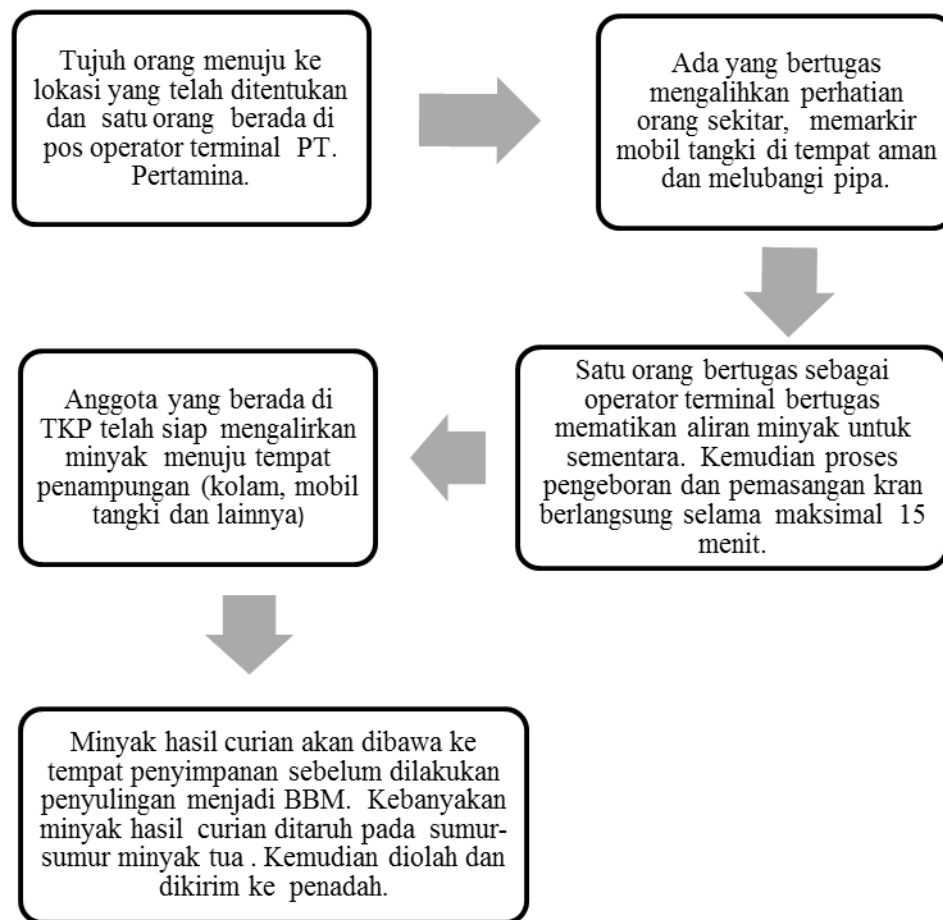 Tujuh orang menuju ke
lokasi yang telah ditentukan
dan satu orang berada di
pos operator terminal PT.
Pertamina.
Ada yang bertugas
mengalihkan perhatian
orang sekitar, memarkir
mobil tangki di tempat aman
dan melubangi pipa.
Satu orang bertugas sebagai
operator terminal bertugas
mematikan aliran minyak untuk
sementara. Kemudian proses
pengeboran dan pemasangan kran
berlangsung selama maksimal 15
menit.
Anggota yang berada di
TKP telah siap mengalirkan
minyak menuju tempat
penampungan (kolam, mobil
tangki dan lainnya)
Minyak hasil curian akan dibawa ke
tempat penyimpanan sebelum dilakukan
penyulingan menjadi BBM. Kebanyakan
minyak hasil curian ditaruh pada sumur-
sumur minyak tua . Kemudian diolah dan
dikirim ke penadah.